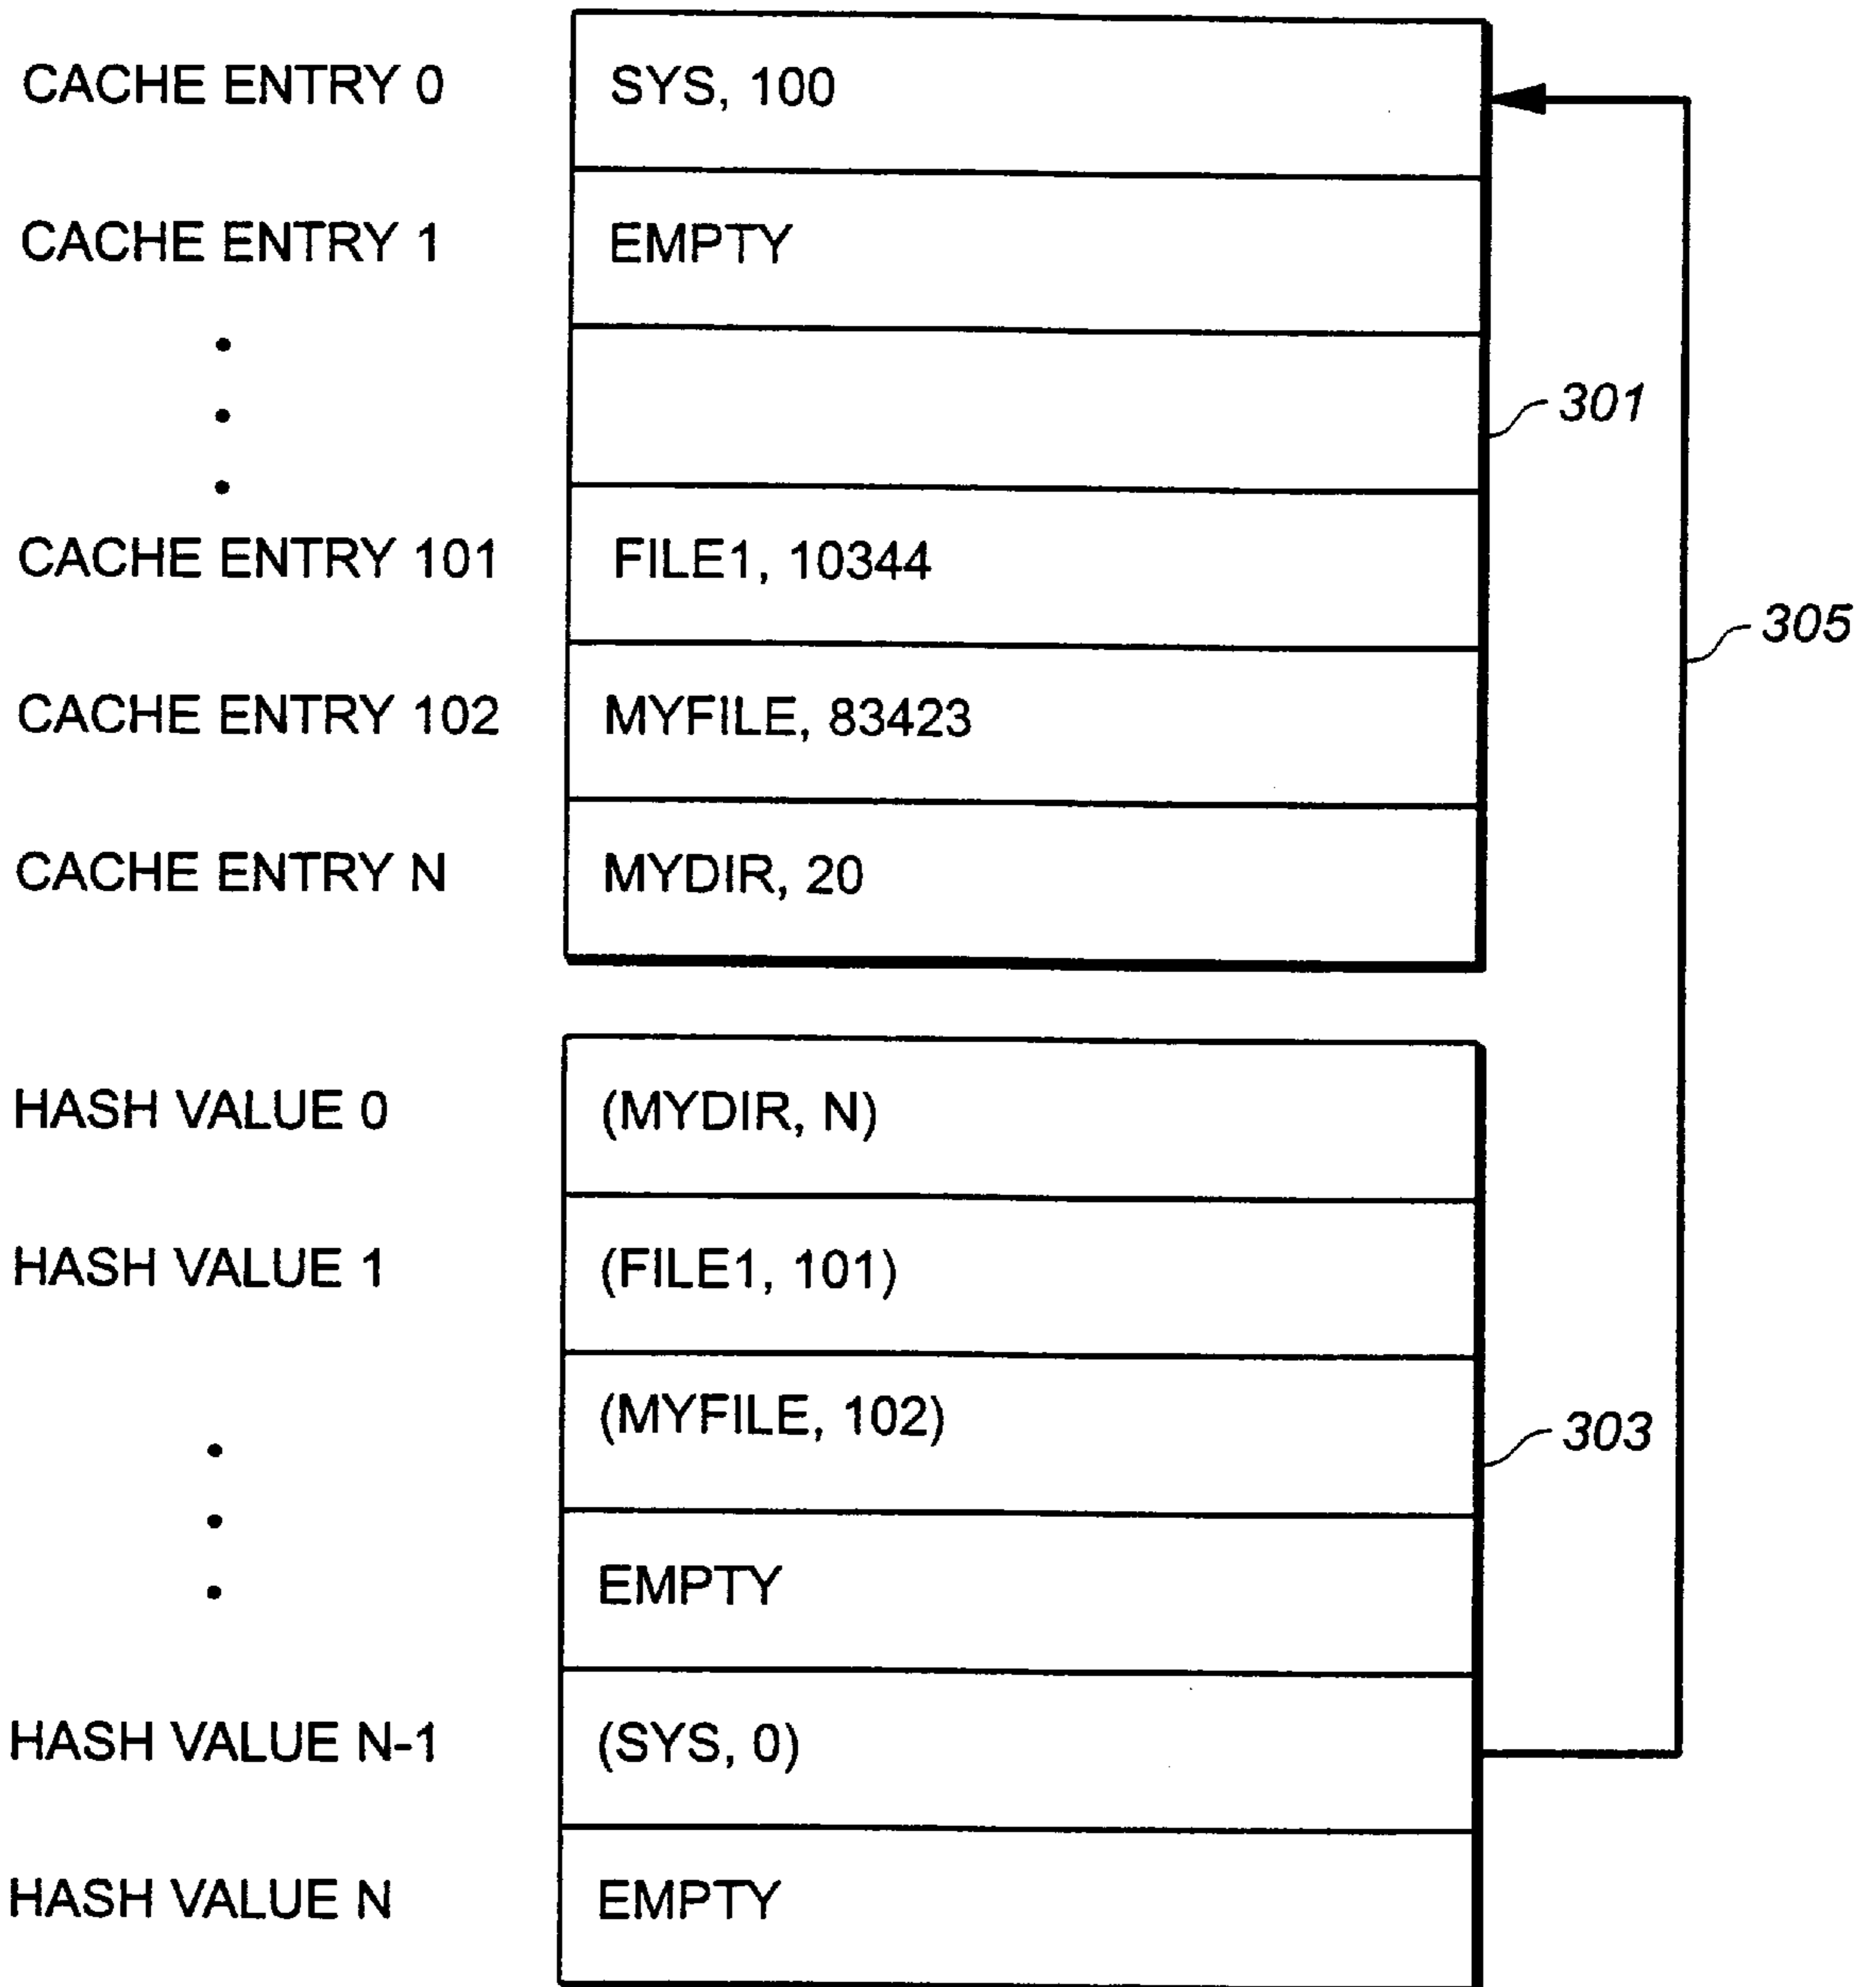 CACHE ENTRY 0 SYS, 100
CACHE ENTRY 1 EMPTY
301
CACHE ENTRY 101 FILE1, 10344
305
CACHE ENTRY 102 MYFILE, 83423
CACHE ENTRY N MYDIR, 20
HASH VALUE 0 (MYDIR, N)
HASH VALUE 1 (FILE1, 101)
(MYFILE, 102)
303
EMPTY
HASH VALUE N-1 (SYS, 0)
HASH VALUE N EMPTY